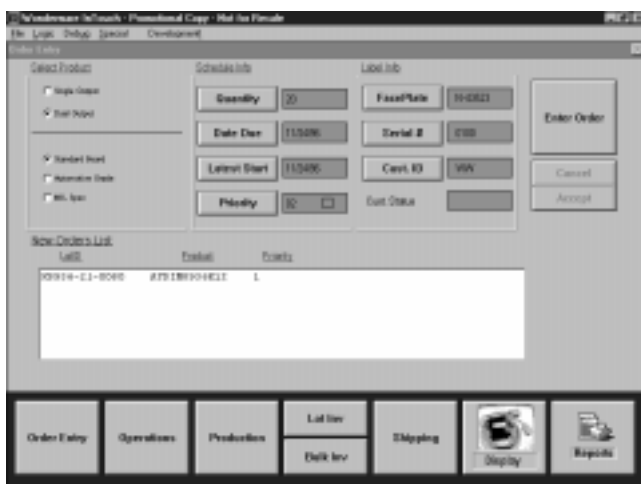 Wonderware InTouch - Promotional Copy - Not for Resale
File Logic Debug Special Development
Order Entry
Select Product Schedule Info Label Info
Single Output
Dual Output
Standard Board
Automotive Grade
MIL Spec
Quantity 20
Date Due
Latest Start
Priority
FacePlate
Serial #
Cust. ID
Cust Status
Enter Order
Cancel
Accept
New Orders List
LotID Product Priority
1
Order Entry Operations Production Lot Inv Bulk Inv Shipping Display Reports